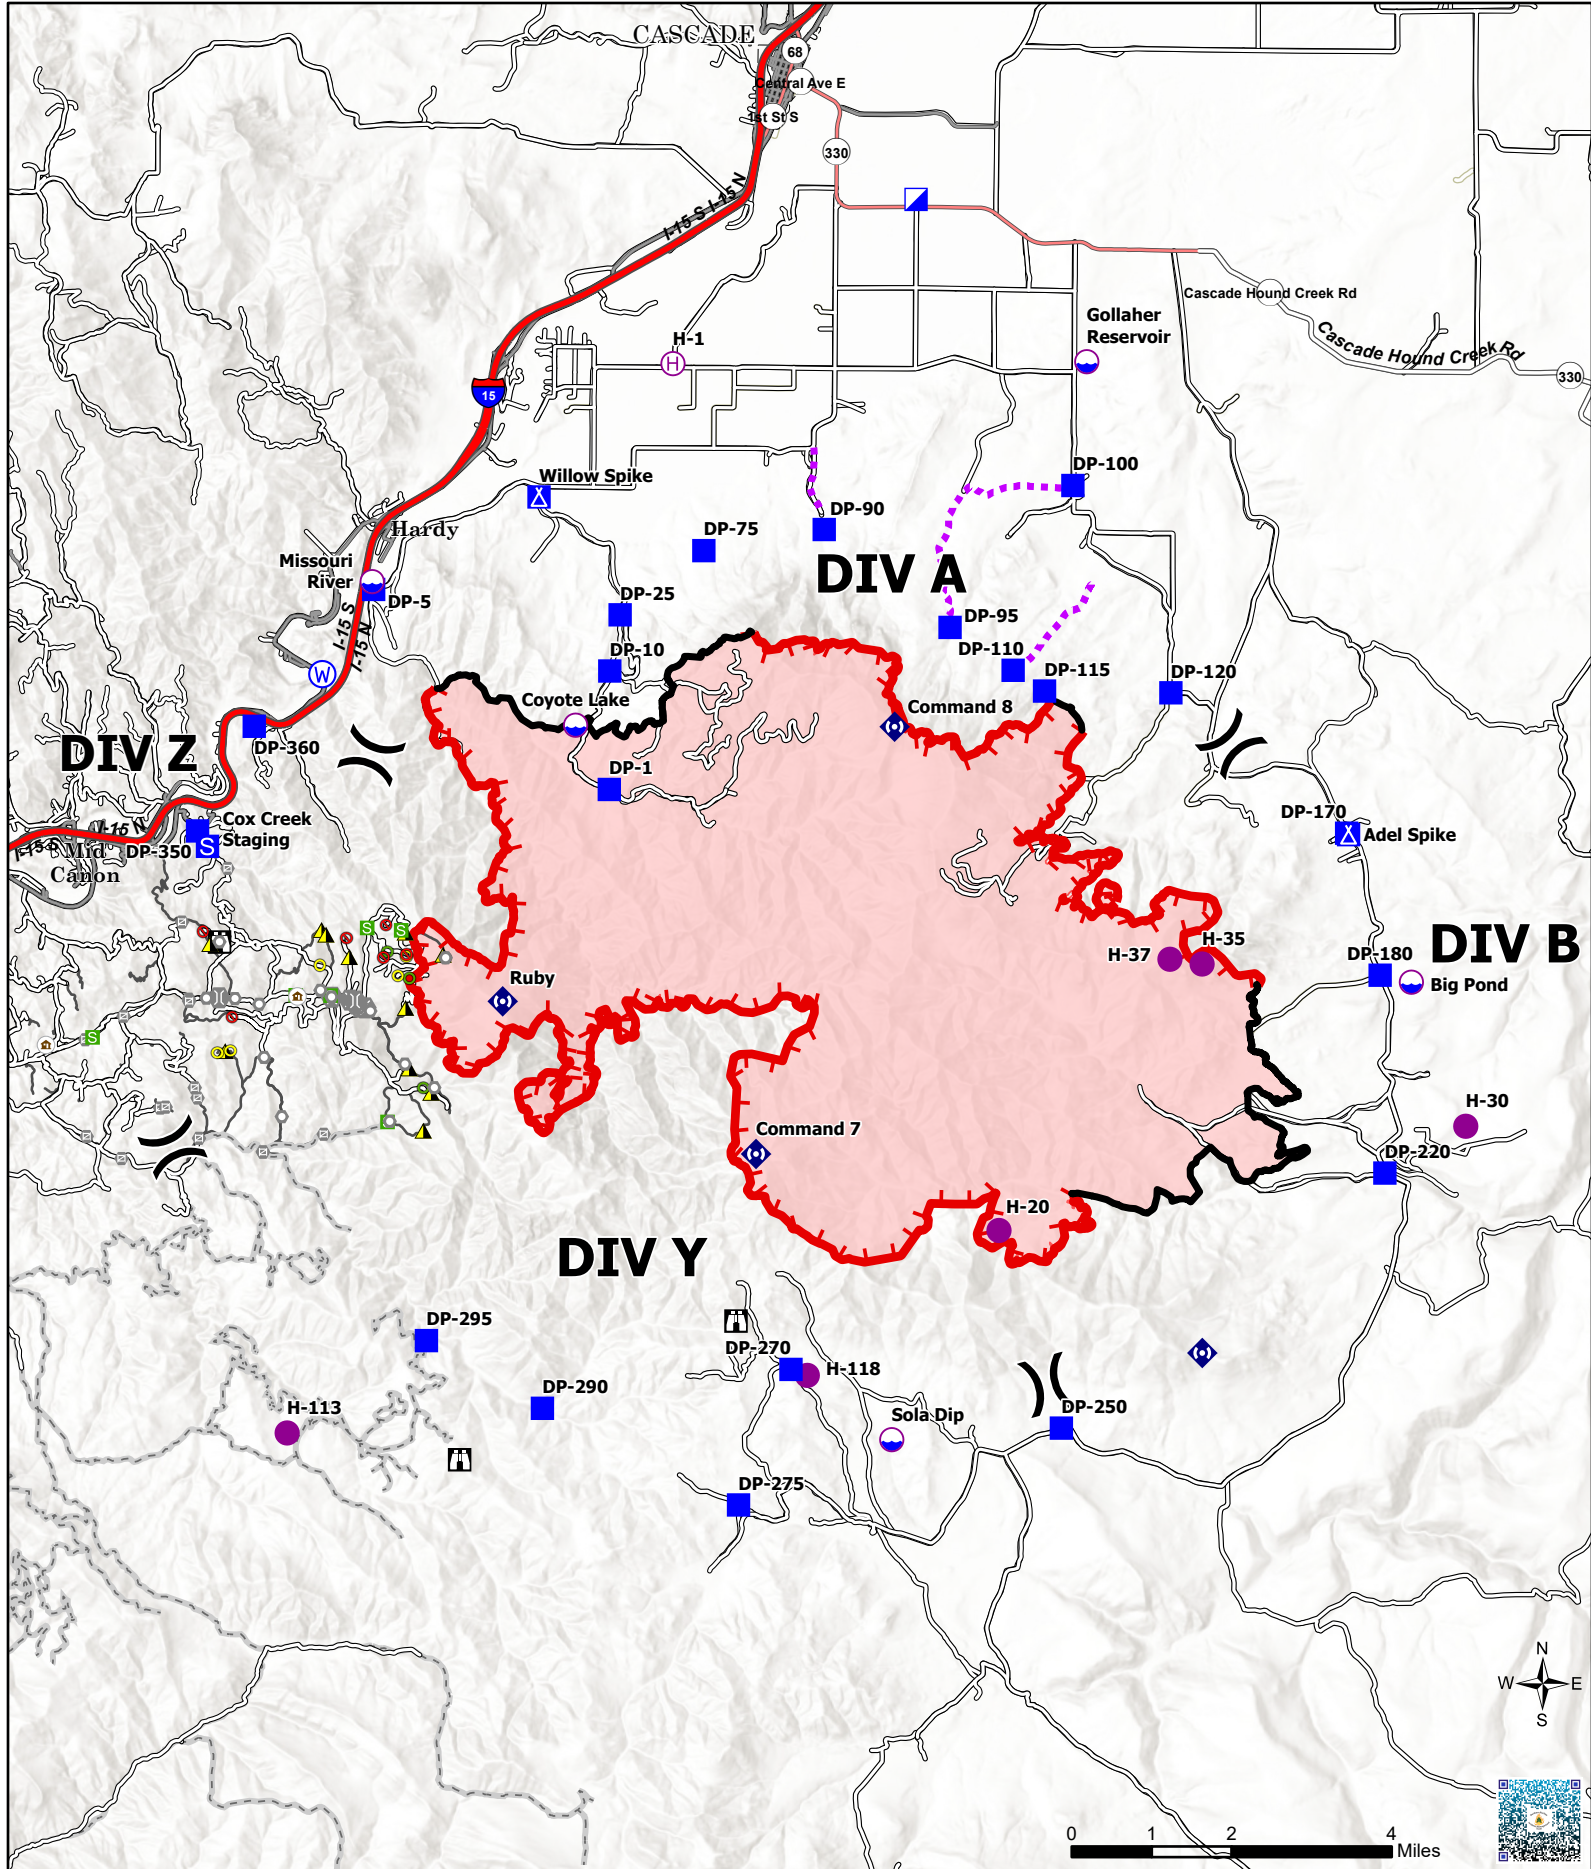 CASCADE
68
Central Ave E
1st St S
330
I-15 S I-15 N
Cascade Hound Creek Rd
Gollaher
Reservoir
Cascade Hound Creek Rd
H-1
H
330
15
DP-100
Willow Spike
DP-90
Hardy
DP-75
Missouri
River
DIV A
DP-5
DP-25
I-15 S
I-15 N
DP-95
DP-10
DP-110
W
DP-115
DP-120
Coyote Lake
Command 8
DIV Z
DP-360
DP-1
Cox Creek
Staging
DP-170
Adel Spike
I-15 N
I-15 S
Mid
Canon
DP-350
S
S
S
DIV B
H-37
H-35
DP-180
Big Pond
Ruby
S
H-30
Command 7
DP-220
H-20
DIV Y
DP-295
DP-270
H-118
DP-290
H-113
Sola Dip
DP-250
DP-275
N
W
E
S
0
1
2
4
Miles